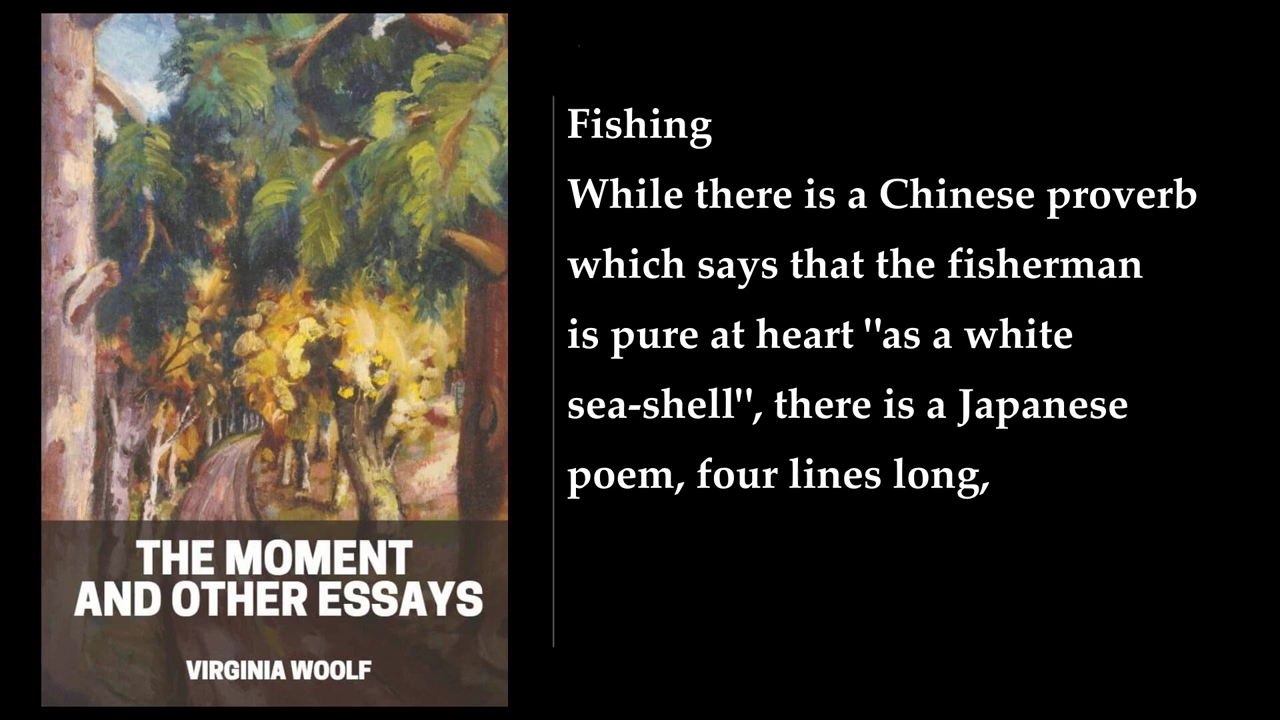 THE MOMENT
AND OTHER ESSAYS
VIRGINIA WOOLF
Fishing
While there is a Chinese proverb
which says that the fisherman
is pure at heart "as a white
sea-shell", there is a Japanese
poem, four lines long,